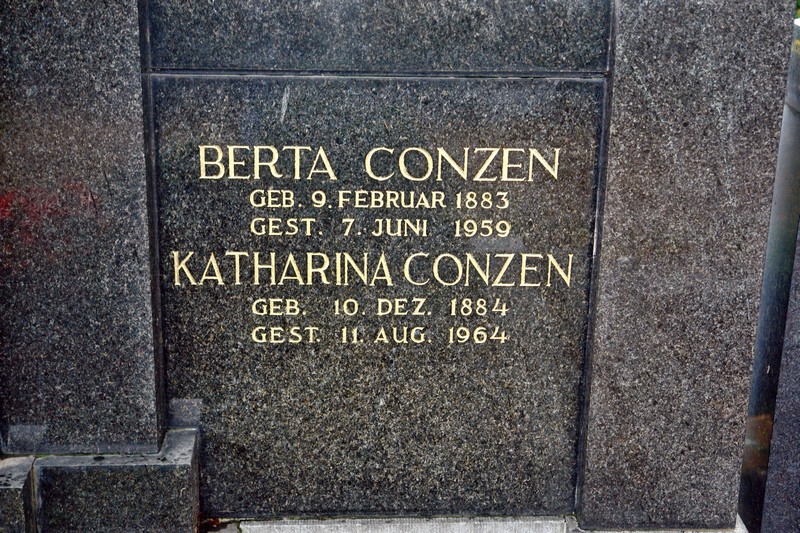 BERTA CONZEN
GEB. 9. FEBRUAR 1883
GEST. 7. JUNI 1959
KATHARINA CONZEN
GEB. 10. DEZ. 1884
GEST. 11. AUG. 1964